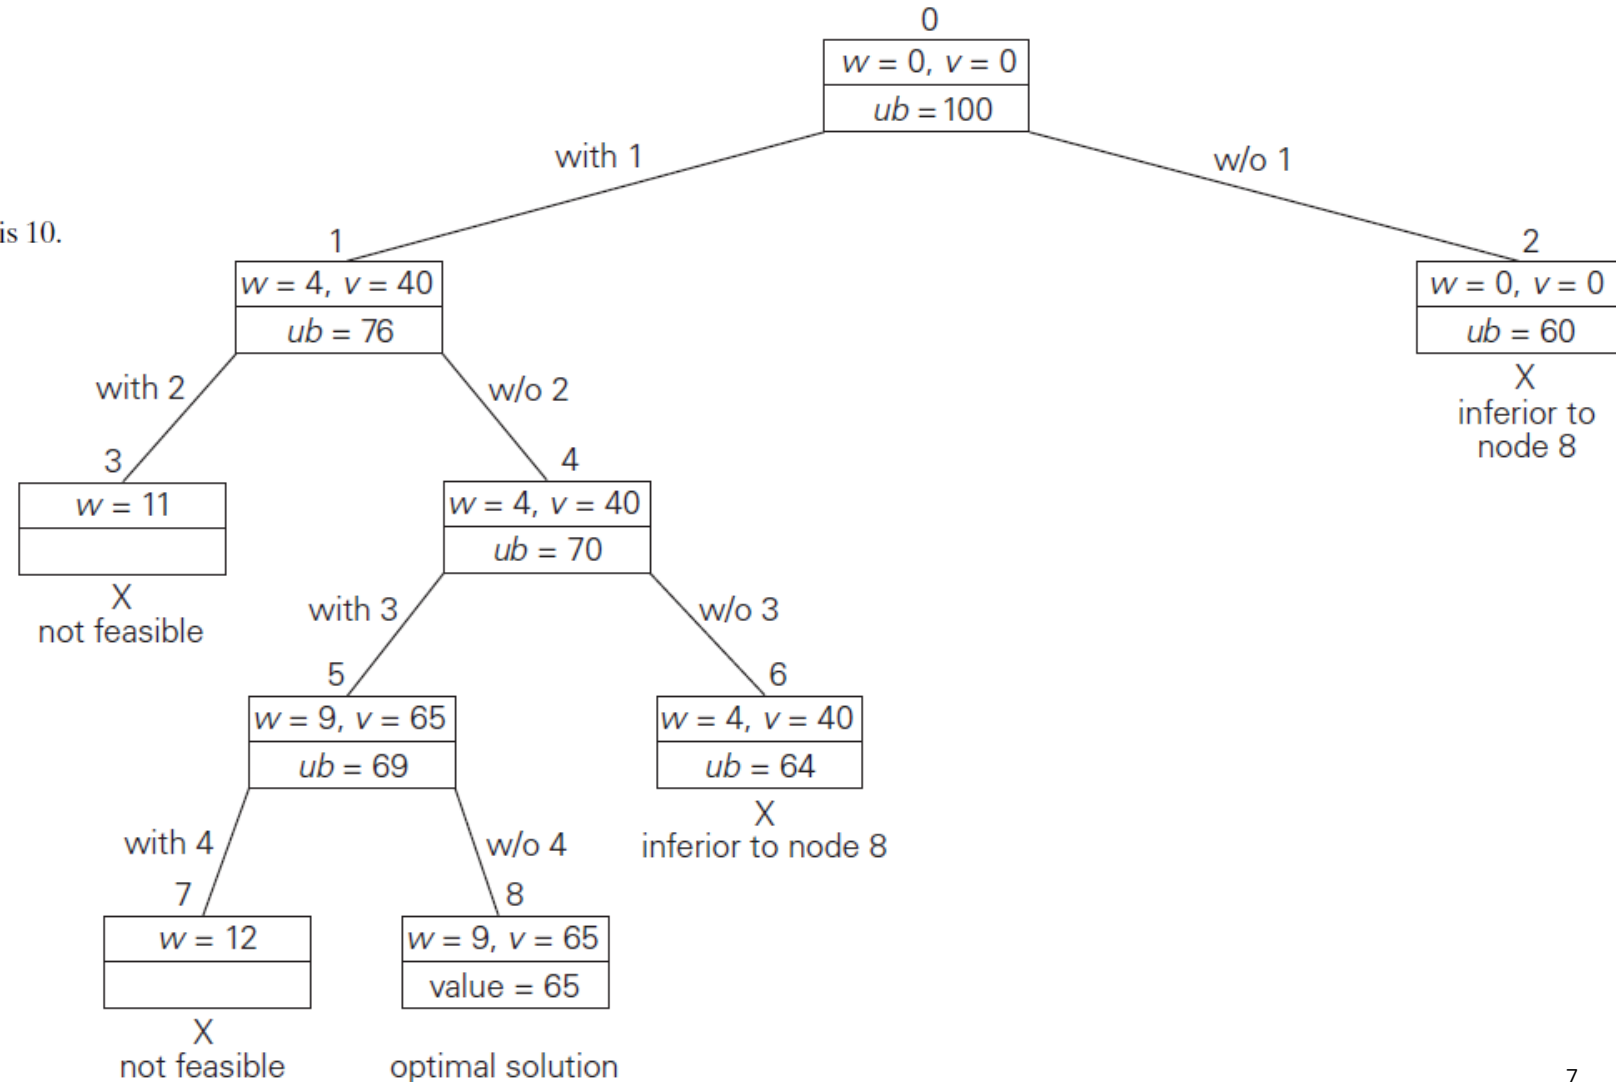 0
w = 0, v = 0
ub = 100
with 1
w/o 1
is 10.
1
2
w = 4, v = 40
w = 0, v = 0
ub = 76
ub = 60
X
inferior to
node 8
with 2
w/o 2
3
4
w = 11
w = 4, v = 40
ub = 70
X
not feasible
with 3
w/o 3
5
6
w = 9, v = 65
w = 4, v = 40
ub = 69
ub = 64
X
inferior to node 8
with 4
w/o 4
7
8
w = 12
w = 9, v = 65
value = 65
X
not feasible
optimal solution
7